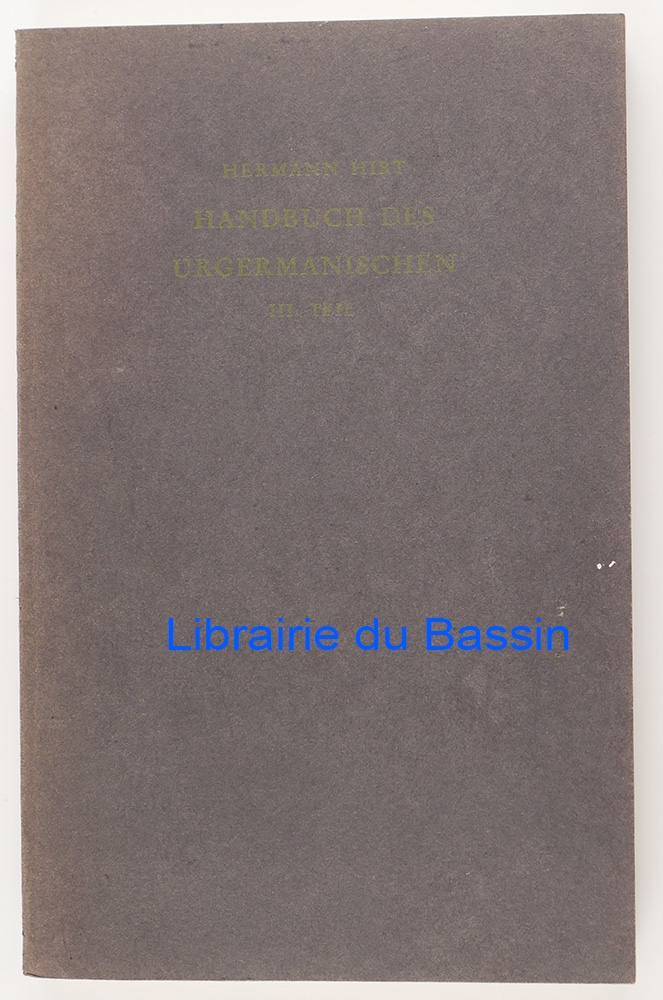 HERMANN HIRT
HANDBUCH DES
URGERMANISCHEN
III. TEIL
Librairie du Bassin